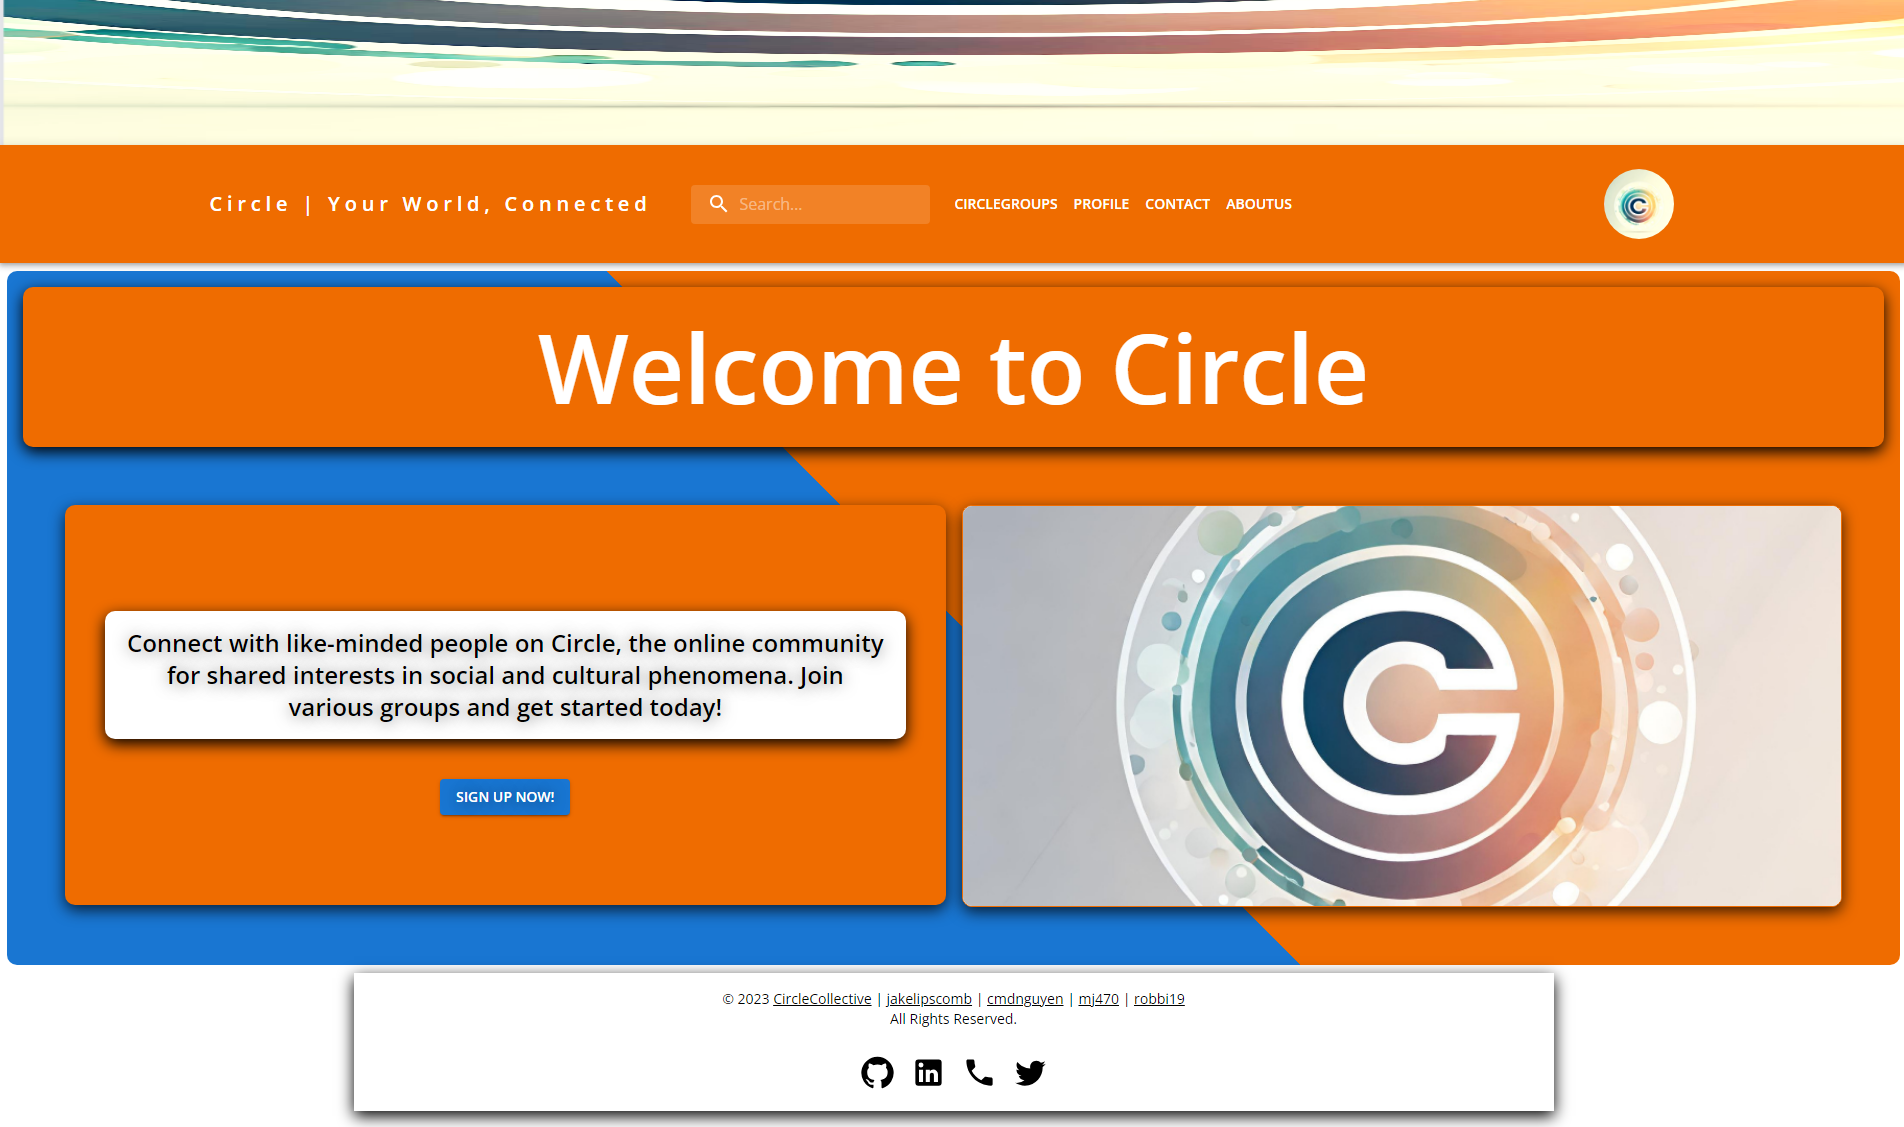 Circle | Your World, Connected
Search...
CIRCLEGROUPS PROFILE CONTACT ABOUTUS
C
Welcome to Circle
Connect with like-minded people on Circle, the online community
for shared interests in social and cultural phenomena. Join
various groups and get started today!
SIGN UP NOW!
C
© 2023 CircleCollective | jakelipscomb | cmdnguyen | mj470 | robbi19
All Rights Reserved.
in